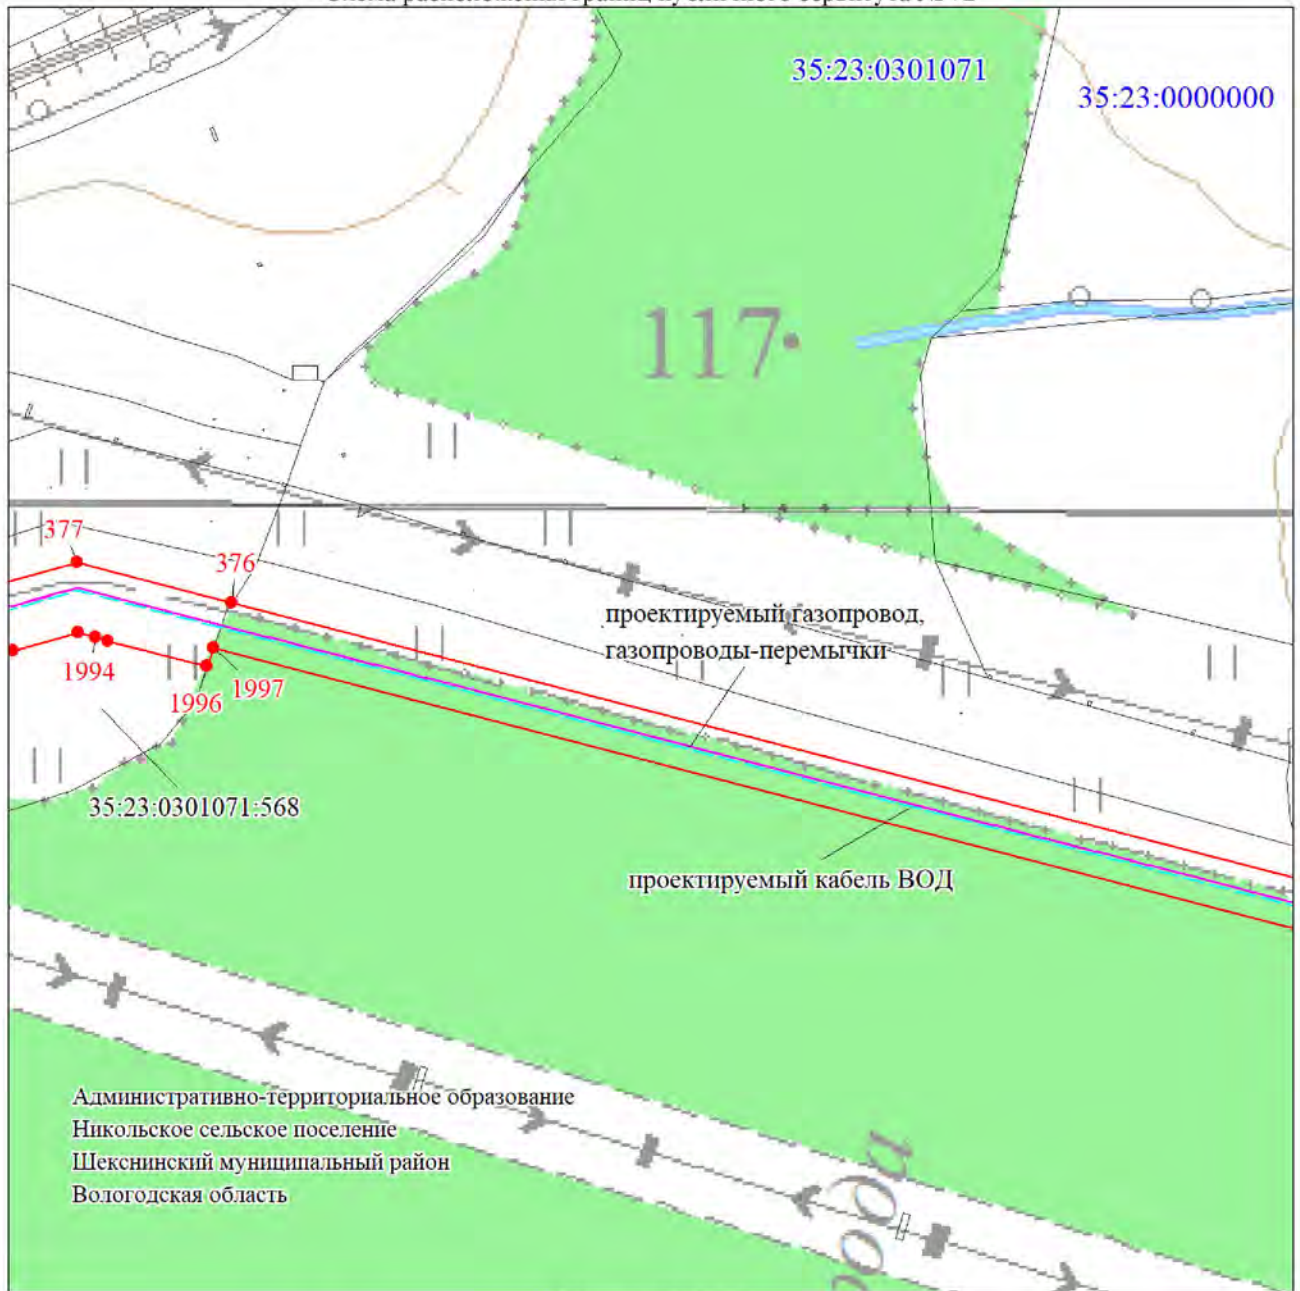 35:23:0301071
35:23:0000000
117
377
376
проектируемый газопровод,
газопроводы-перемычки
1994
1997
1996
35:23:0301071:568
проектируемый кабель ВОД
Административно-территориальное образование
Никольское сельское поселение
Шекснинский муниципальный район
Вологодская область